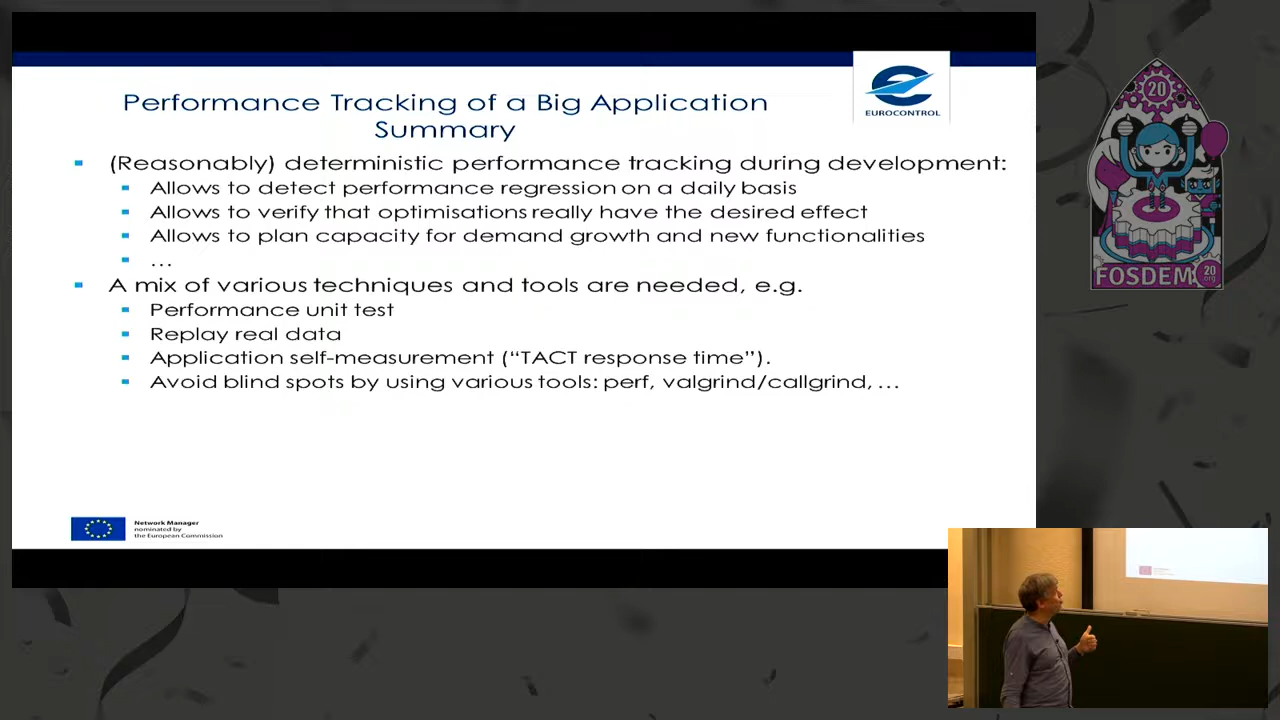 Performance Tracking of a Big Application
Summary
EUROCONTROL
(Reasonably) deterministic performance tracking during development:
Allows to detect performance regression on a daily basis
Allows to verify that optimisations really have the desired effect
Allows to plan capacity for demand growth and new functionalities
…
A mix of various techniques and tools are needed, e.g.
Performance unit test
Replay real data
Application self-measurement (“TACT response time”).
Avoid blind spots by using various tools: perf, valgrind/callgrind, …
Network Manager
nominated by
the European Commission
20
FOSDEM
20
.org